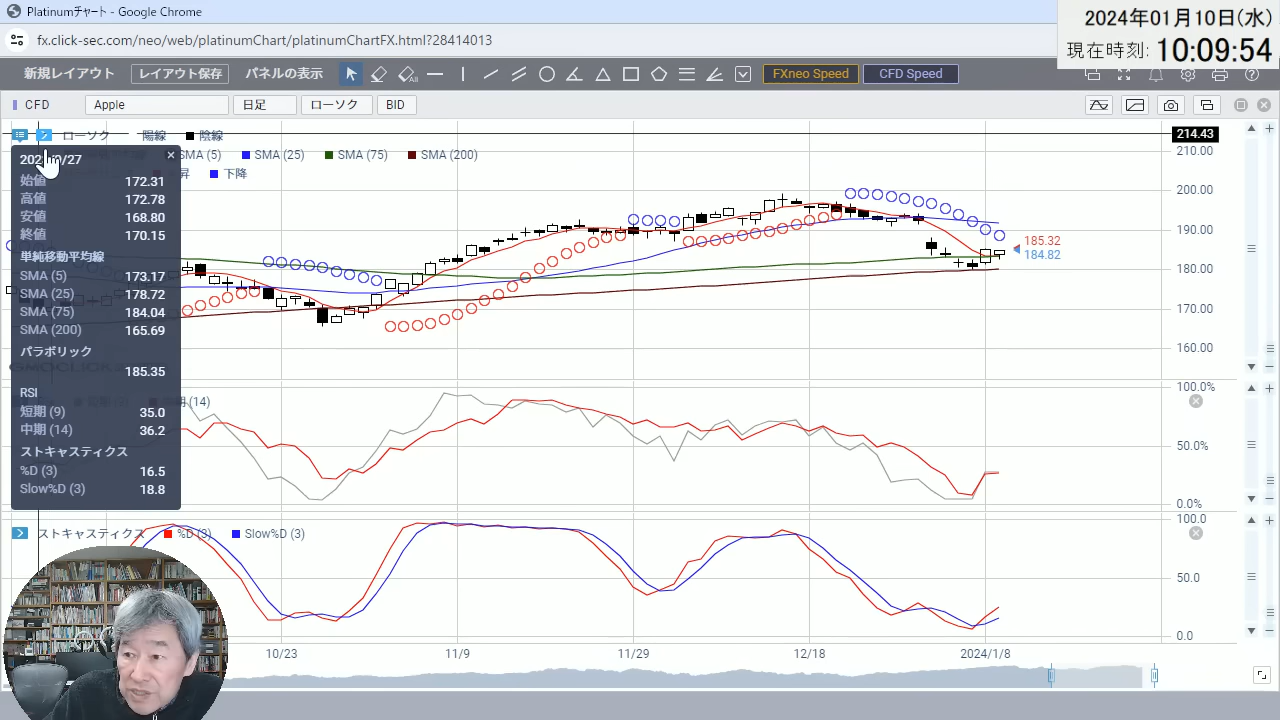 Platinumチャート - Google Chrome
2024年01月10日(水)
現在時刻: 10:09:54
fx.click-sec.com/neo/web/platinumChart/platinumChartFX.html?28414013
新規レイアウト レイアウト保存 パネルの表示 FXneo Speed CFD Speed
CFD Apple 日足 ローソク BID
ローソク 陽線 陰線
SMA (5) SMA (25) SMA (75) SMA (200)
昇 下降
始値 172.31
高値 172.78
安値 168.80
終値 170.15
単純移動平均線
SMA (5) 173.17
SMA (25) 178.72
SMA (75) 184.04
SMA (200) 165.69
パラボリック
185.35
RSI
短期 (9) 35.0
中期 (14) 36.2
ストキャスティクス
%D (3) 16.5
Slow%D (3) 18.8
214.43
210.00
200.00
190.00
185.32
184.82
180.00
170.00
160.00
100.0%
50.0%
0.0%
ストキャスティクス %D (3) Slow%D (3)
100.0
50.0
0.0
10/23 11/9 11/29 12/18 2024/1/8